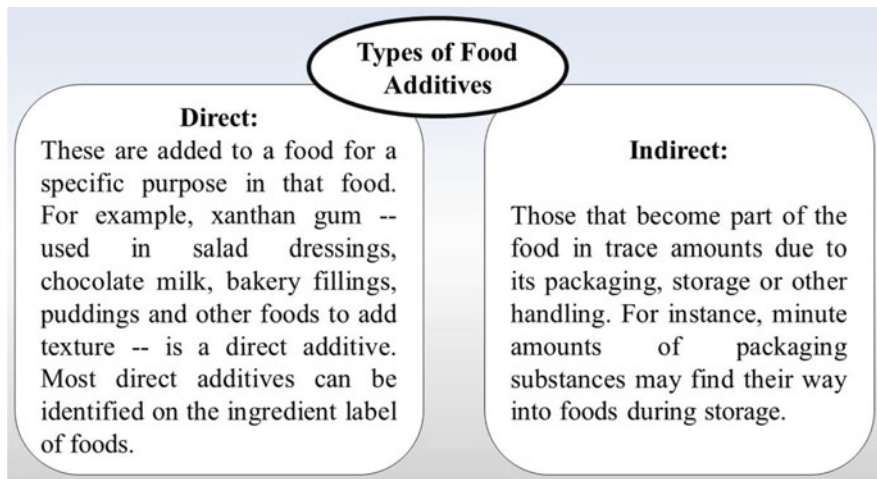 Types of Food
Additives
Direct:
These are added to a food for a
specific purpose in that food.
For example, xanthan gum --
used in salad dressings,
chocolate milk, bakery fillings,
puddings and other foods to add
texture -- is a direct additive.
Most direct additives can be
identified on the ingredient label
of foods.
Indirect:
Those that become part of the
food in trace amounts due to
its packaging, storage or other
handling. For instance, minute
amounts of packaging
substances may find their way
into foods during storage.